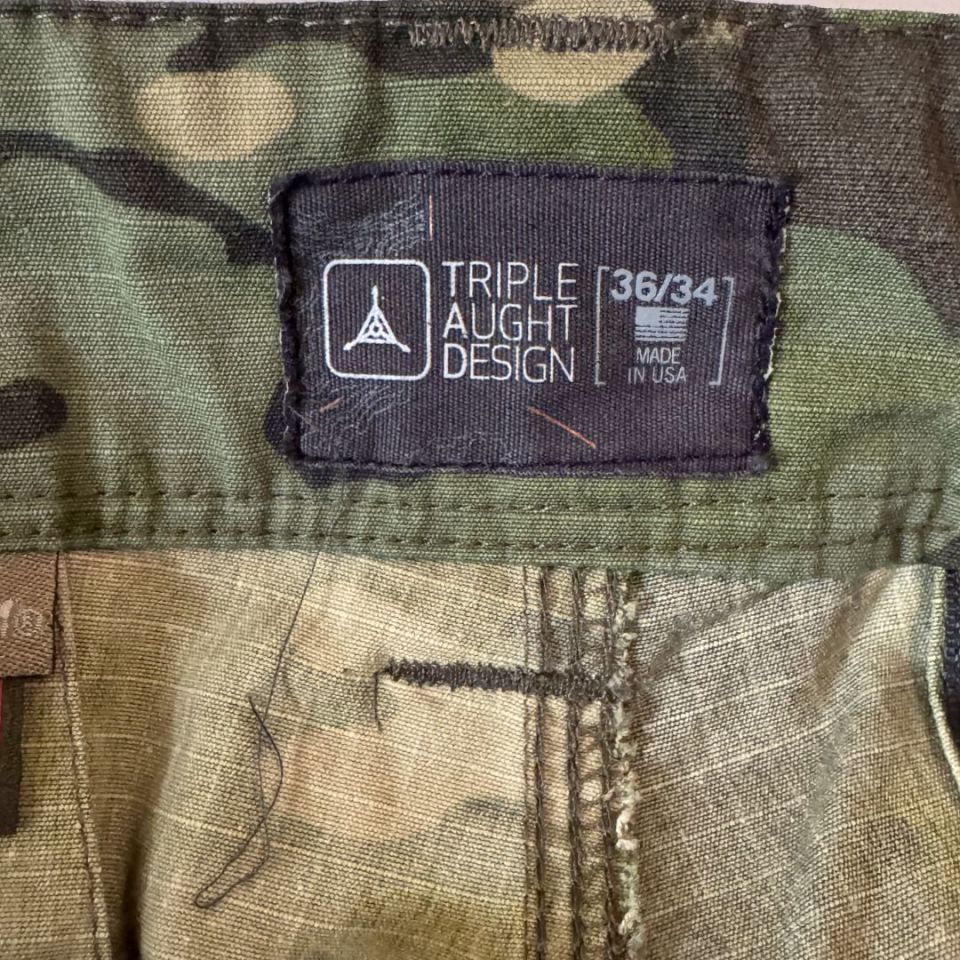 TRIPLE
AUGHT
DESIGN
36/34
MADE
IN USA